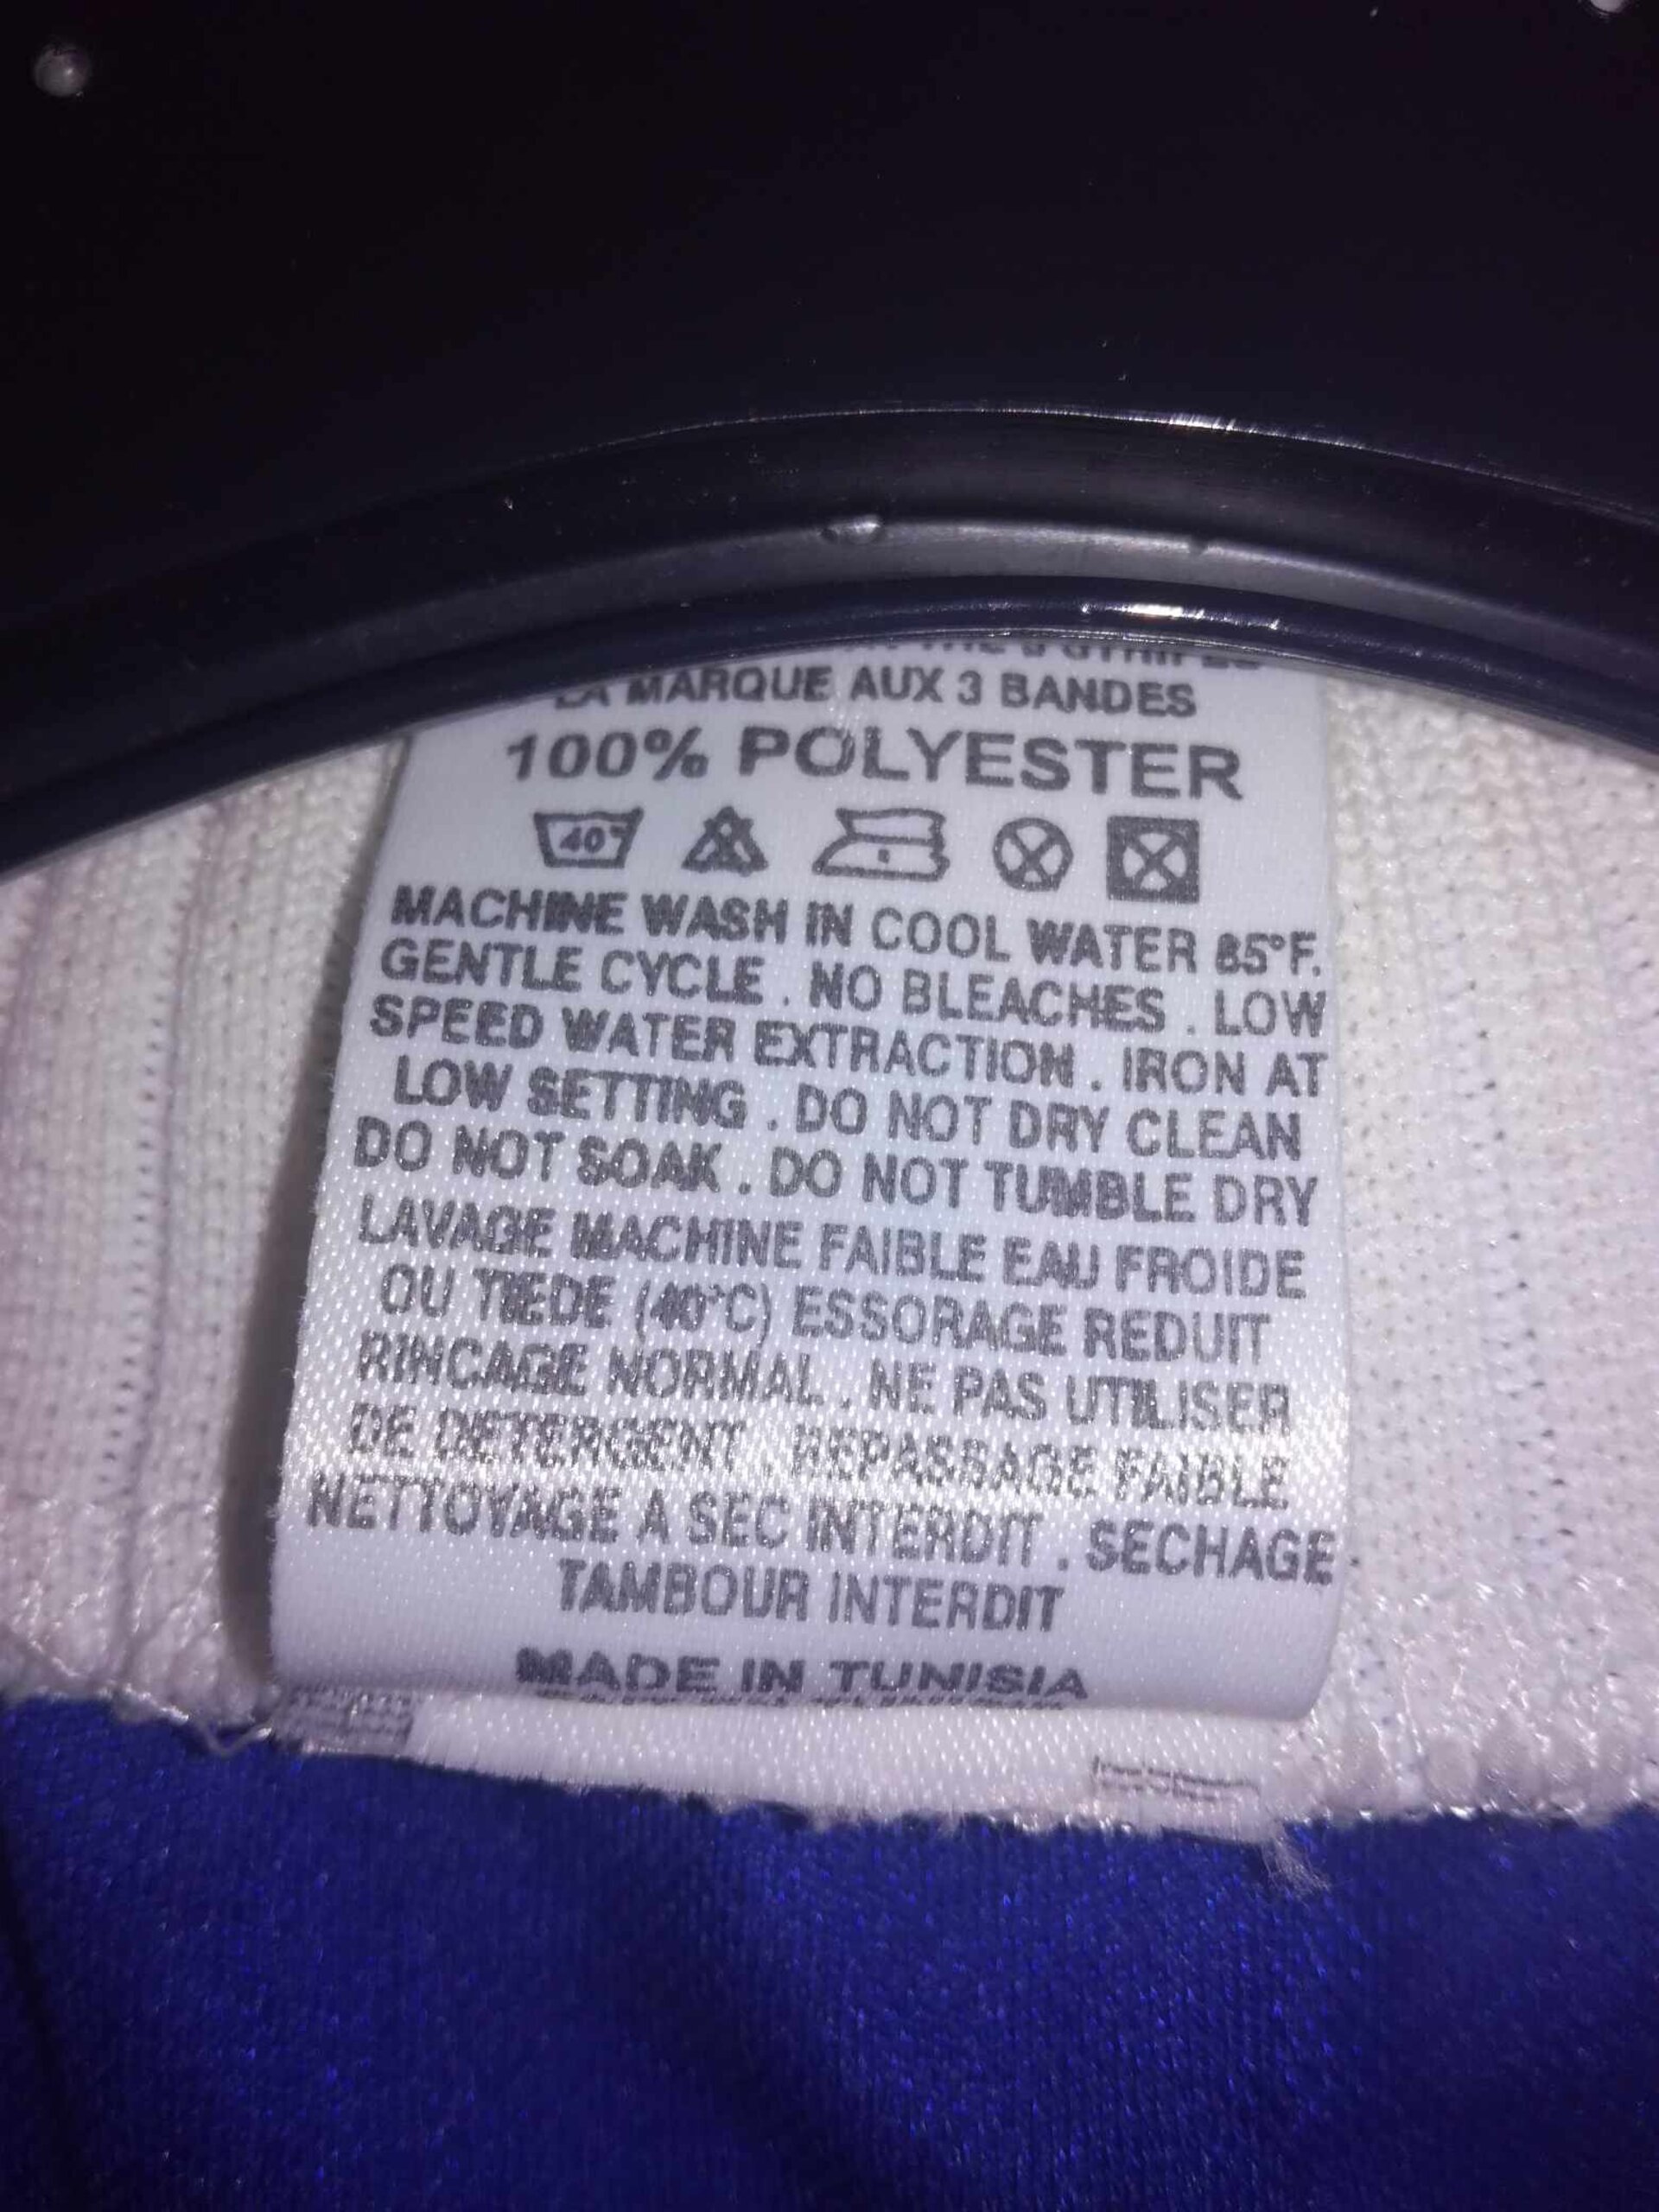 LA MARQUE AUX 3 BANDES
100% POLYESTER
40°
MACHINE WASH IN COOL WATER 85°F.
GENTLE CYCLE . NO BLEACHES . LOW
SPEED WATER EXTRACTION . IRON AT
LOW SETTING . DO NOT DRY CLEAN
DO NOT SOAK . DO NOT TUMBLE DRY
LAVAGE MACHINE FAIBLE EAU FROIDE
OU TIEDE (40°C) ESSORAGE REDUIT
RINCAGE NORMAL . NE PAS UTILISER
DE DETERGENT . REPASSAGE FAIBLE
NETTOYAGE A SEC INTERDIT . SECHAGE
TAMBOUR INTERDIT
MADE IN TUNISIA